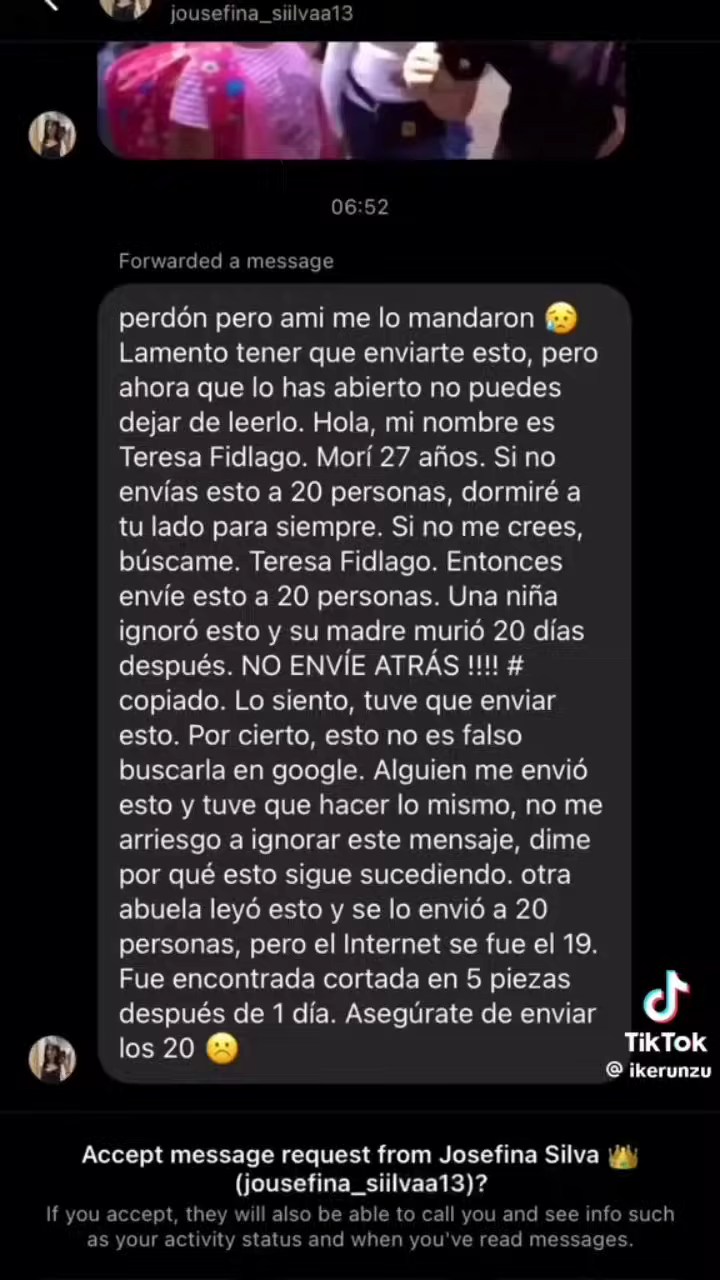 jousefina_siilvaa13
06:52
Forwarded a message
perdón pero ami me lo mandaron 😥
Lamento tener que enviarte esto, pero
ahora que lo has abierto no puedes
dejar de leerlo. Hola, mi nombre es
Teresa Fidlago. Morí 27 años. Si no
envías esto a 20 personas, dormiré a
tu lado para siempre. Si no me crees,
búscame. Teresa Fidlago. Entonces
envíe esto a 20 personas. Una niña
ignoró esto y su madre murió 20 días
después. NO ENVÍE ATRÁS !!!! #
copiado. Lo siento, tuve que enviar
esto. Por cierto, esto no es falso
buscarla en google. Alguien me envió
esto y tuve que hacer lo mismo, no me
arriesgo a ignorar este mensaje, dime
por qué esto sigue sucediendo. otra
abuela leyó esto y se lo envió a 20
personas, pero el Internet se fue el 19.
Fue encontrada cortada en 5 piezas
después de 1 día. Asegúrate de enviar
los 20 ☹️
TikTok
@ ikerunzu
Accept message request from Josefina Silva 👑
(jousefina_siilvaa13)?
If you accept, they will also be able to call you and see info such
as your activity status and when you've read messages.